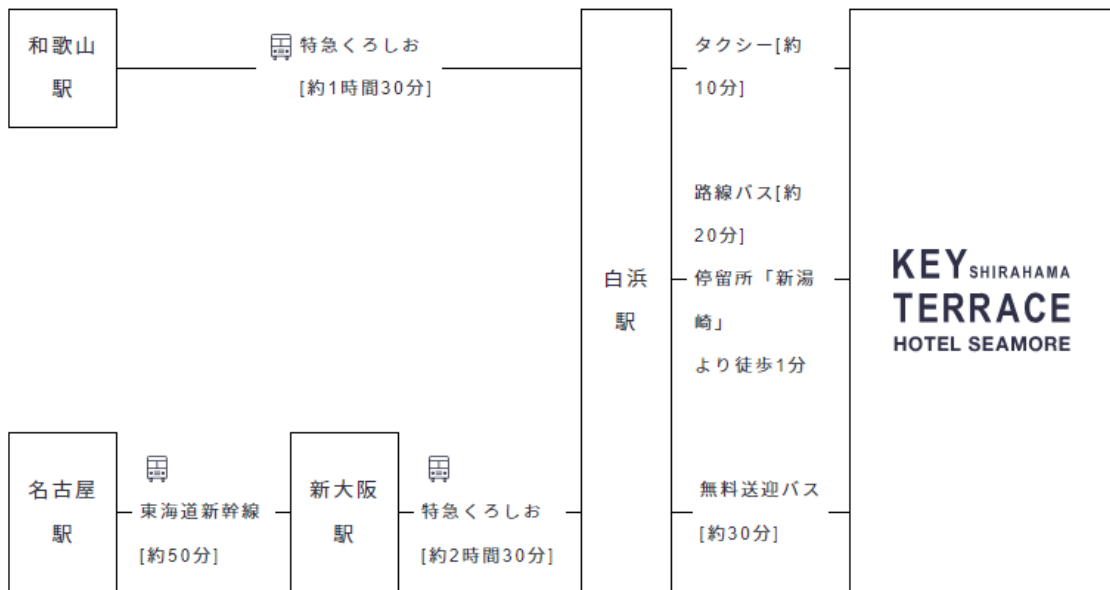 和歌山
駅
特急くろしお
[約1時間30分]
白浜
駅
タクシー[約
10分]
路線バス[約
20分]
停留所「新湯
崎」
より徒歩1分
無料送迎バス
[約30分]
KEY SHIRAHAMA
TERRACE
HOTEL SEAMORE
名古屋
駅
東海道新幹線
[約50分]
新大阪
駅
特急くろしお
[約2時間30分]